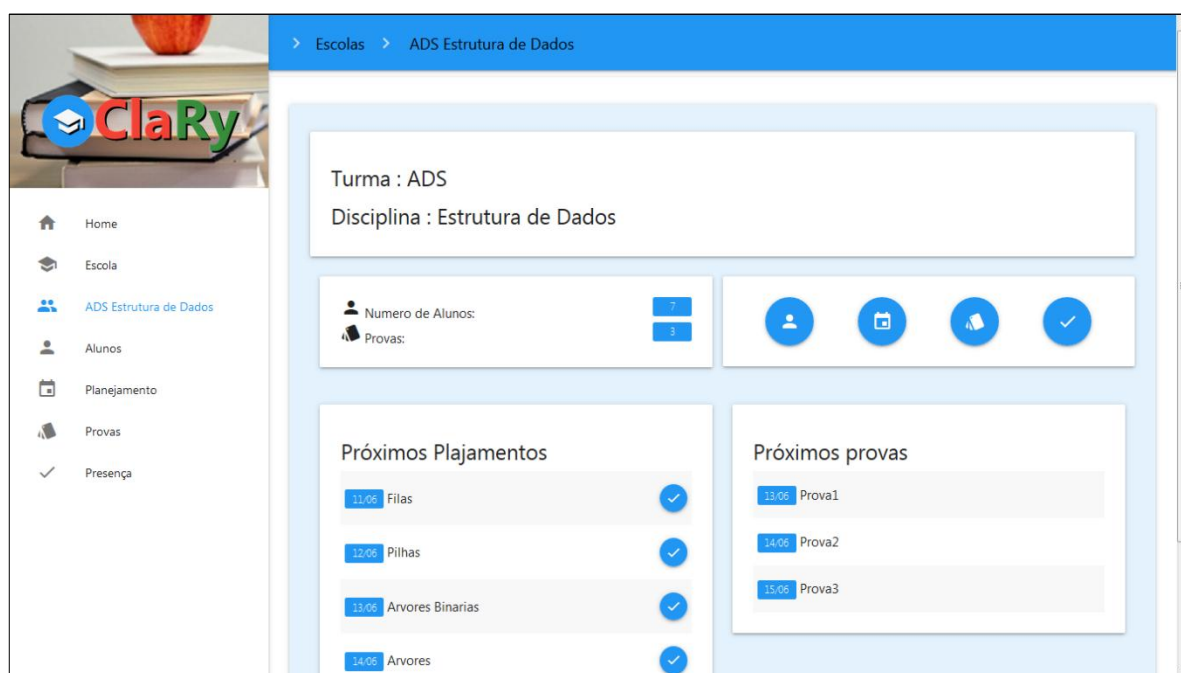 ClaRy
Home
Escola
ADS Estrutura de Dados
Alunos
Planejamento
Provas
Presença
> Escolas > ADS Estrutura de Dados
Turma : ADS
Disciplina : Estrutura de Dados
Numero de Alunos: 7
Provas: 3
Próximos Plajamentos
11/06 Filas
12/06 Pilhas
13/06 Arvores Binarias
14/06 Arvores
Próximos provas
13/06 Prova1
14/06 Prova2
15/06 Prova3